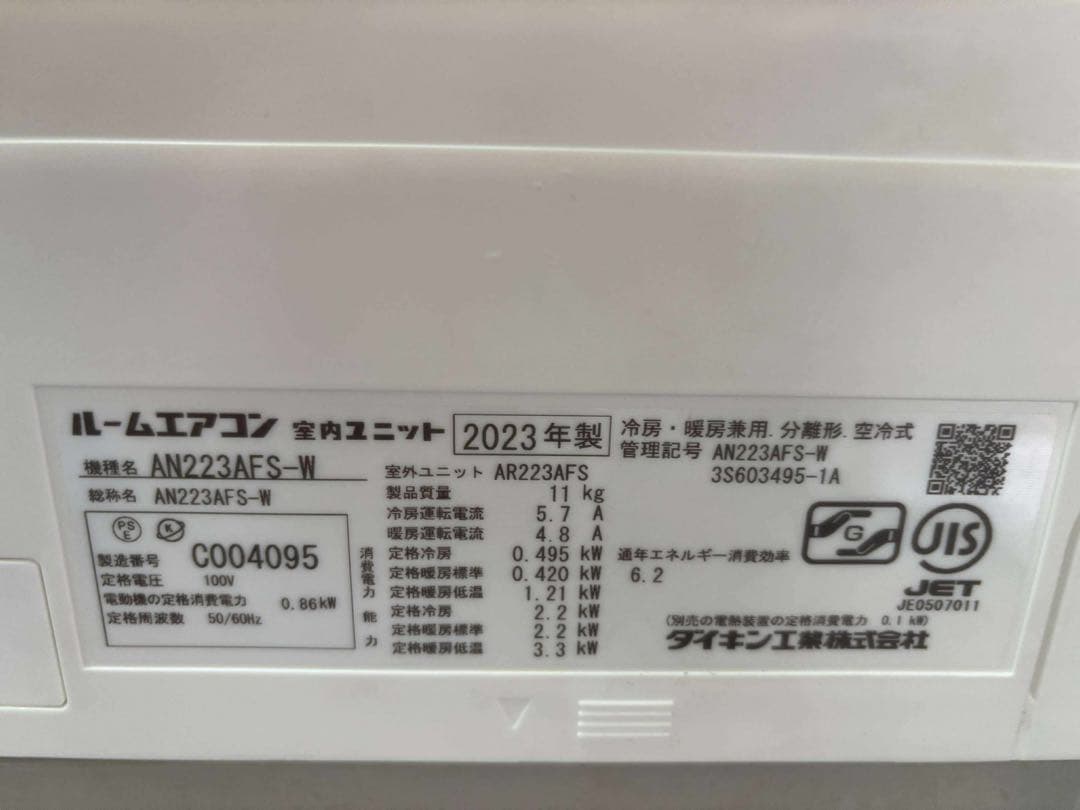 ルームエアコン 室内ユニット 2023年製
機種名 AN223AFS-W
総称名 AN223AFS-W
PS
E
製造番号 C004095
定格電圧 100V
電動機の定格消費電力 0.86kW
定格周波数 50/60Hz
室外ユニット AR223AFS
製品質量 11 kg
冷房運転電流 5.7 A
暖房運転電流 4.8 A
消費電力
定格冷房 0.495 kW
定格暖房標準 0.420 kW
定格暖房低温 1.21 kW
能力
定格冷房 2.2 kW
定格暖房標準 2.2 kW
定格暖房低温 3.3 kW
冷房・暖房兼用.分離形.空冷式
管理記号 AN223AFS-W
3S603495-1A
通年エネルギー消費効率
6.2
G
JIS
JET
JE0507011
(別売の電熱装置の定格消費電力 0.1 kW)
ダイキン工業株式会社